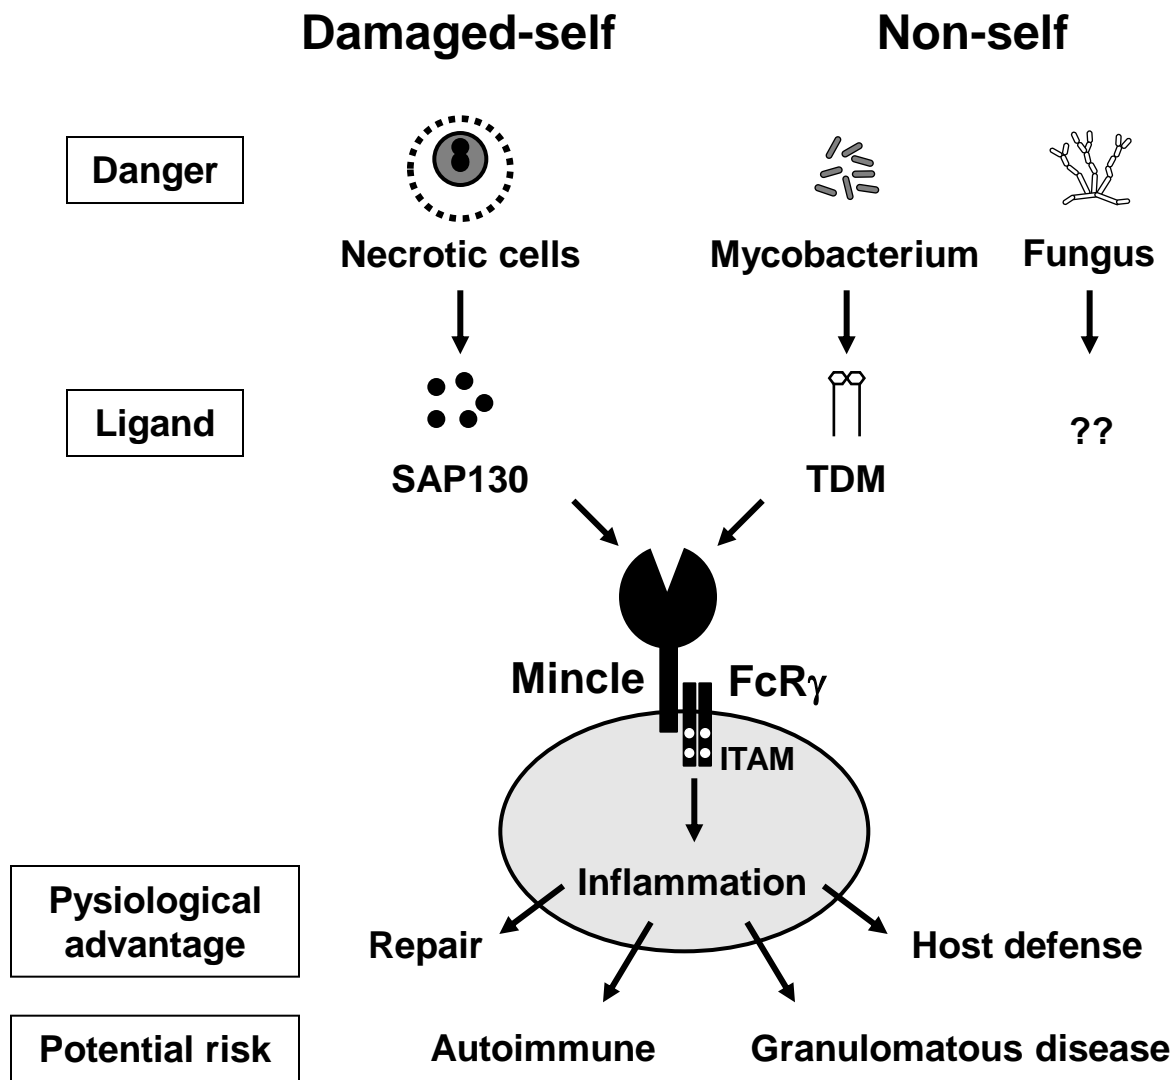 Damaged-self Non-self
Danger
Necrotic cells Mycobacterium Fungus
Ligand
??
SAP130 TDM
Mincle FcRγ
ITAM
Inflammation
Pysiological
advantage
Repair Host defense
Potential risk Autoimmune Granulomatous disease